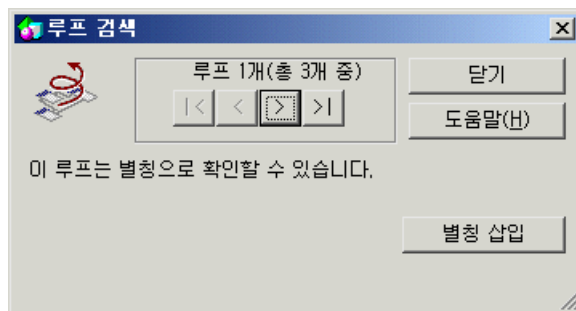 루프 검색
루프 1개(총 3개 중)
|< < > >|
닫기
도움말(H)
이 루프는 별칭으로 확인할 수 있습니다.
별칭 삽입